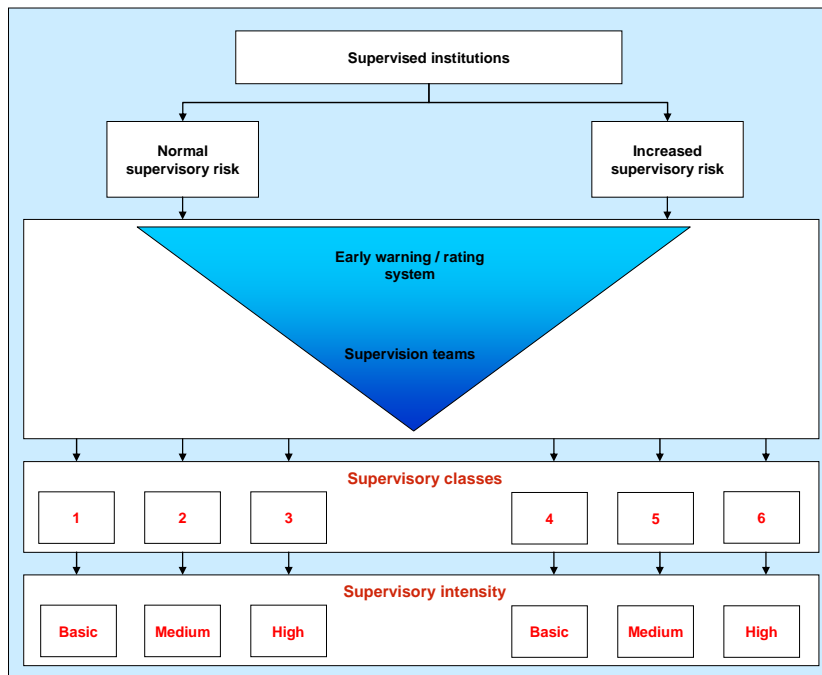 Supervised institutions
Normal
supervisory risk
Increased
supervisory risk
Early warning / rating
system
Supervision teams
Supervisory classes
1 2 3 4 5 6
Supervisory intensity
Basic Medium High Basic Medium High